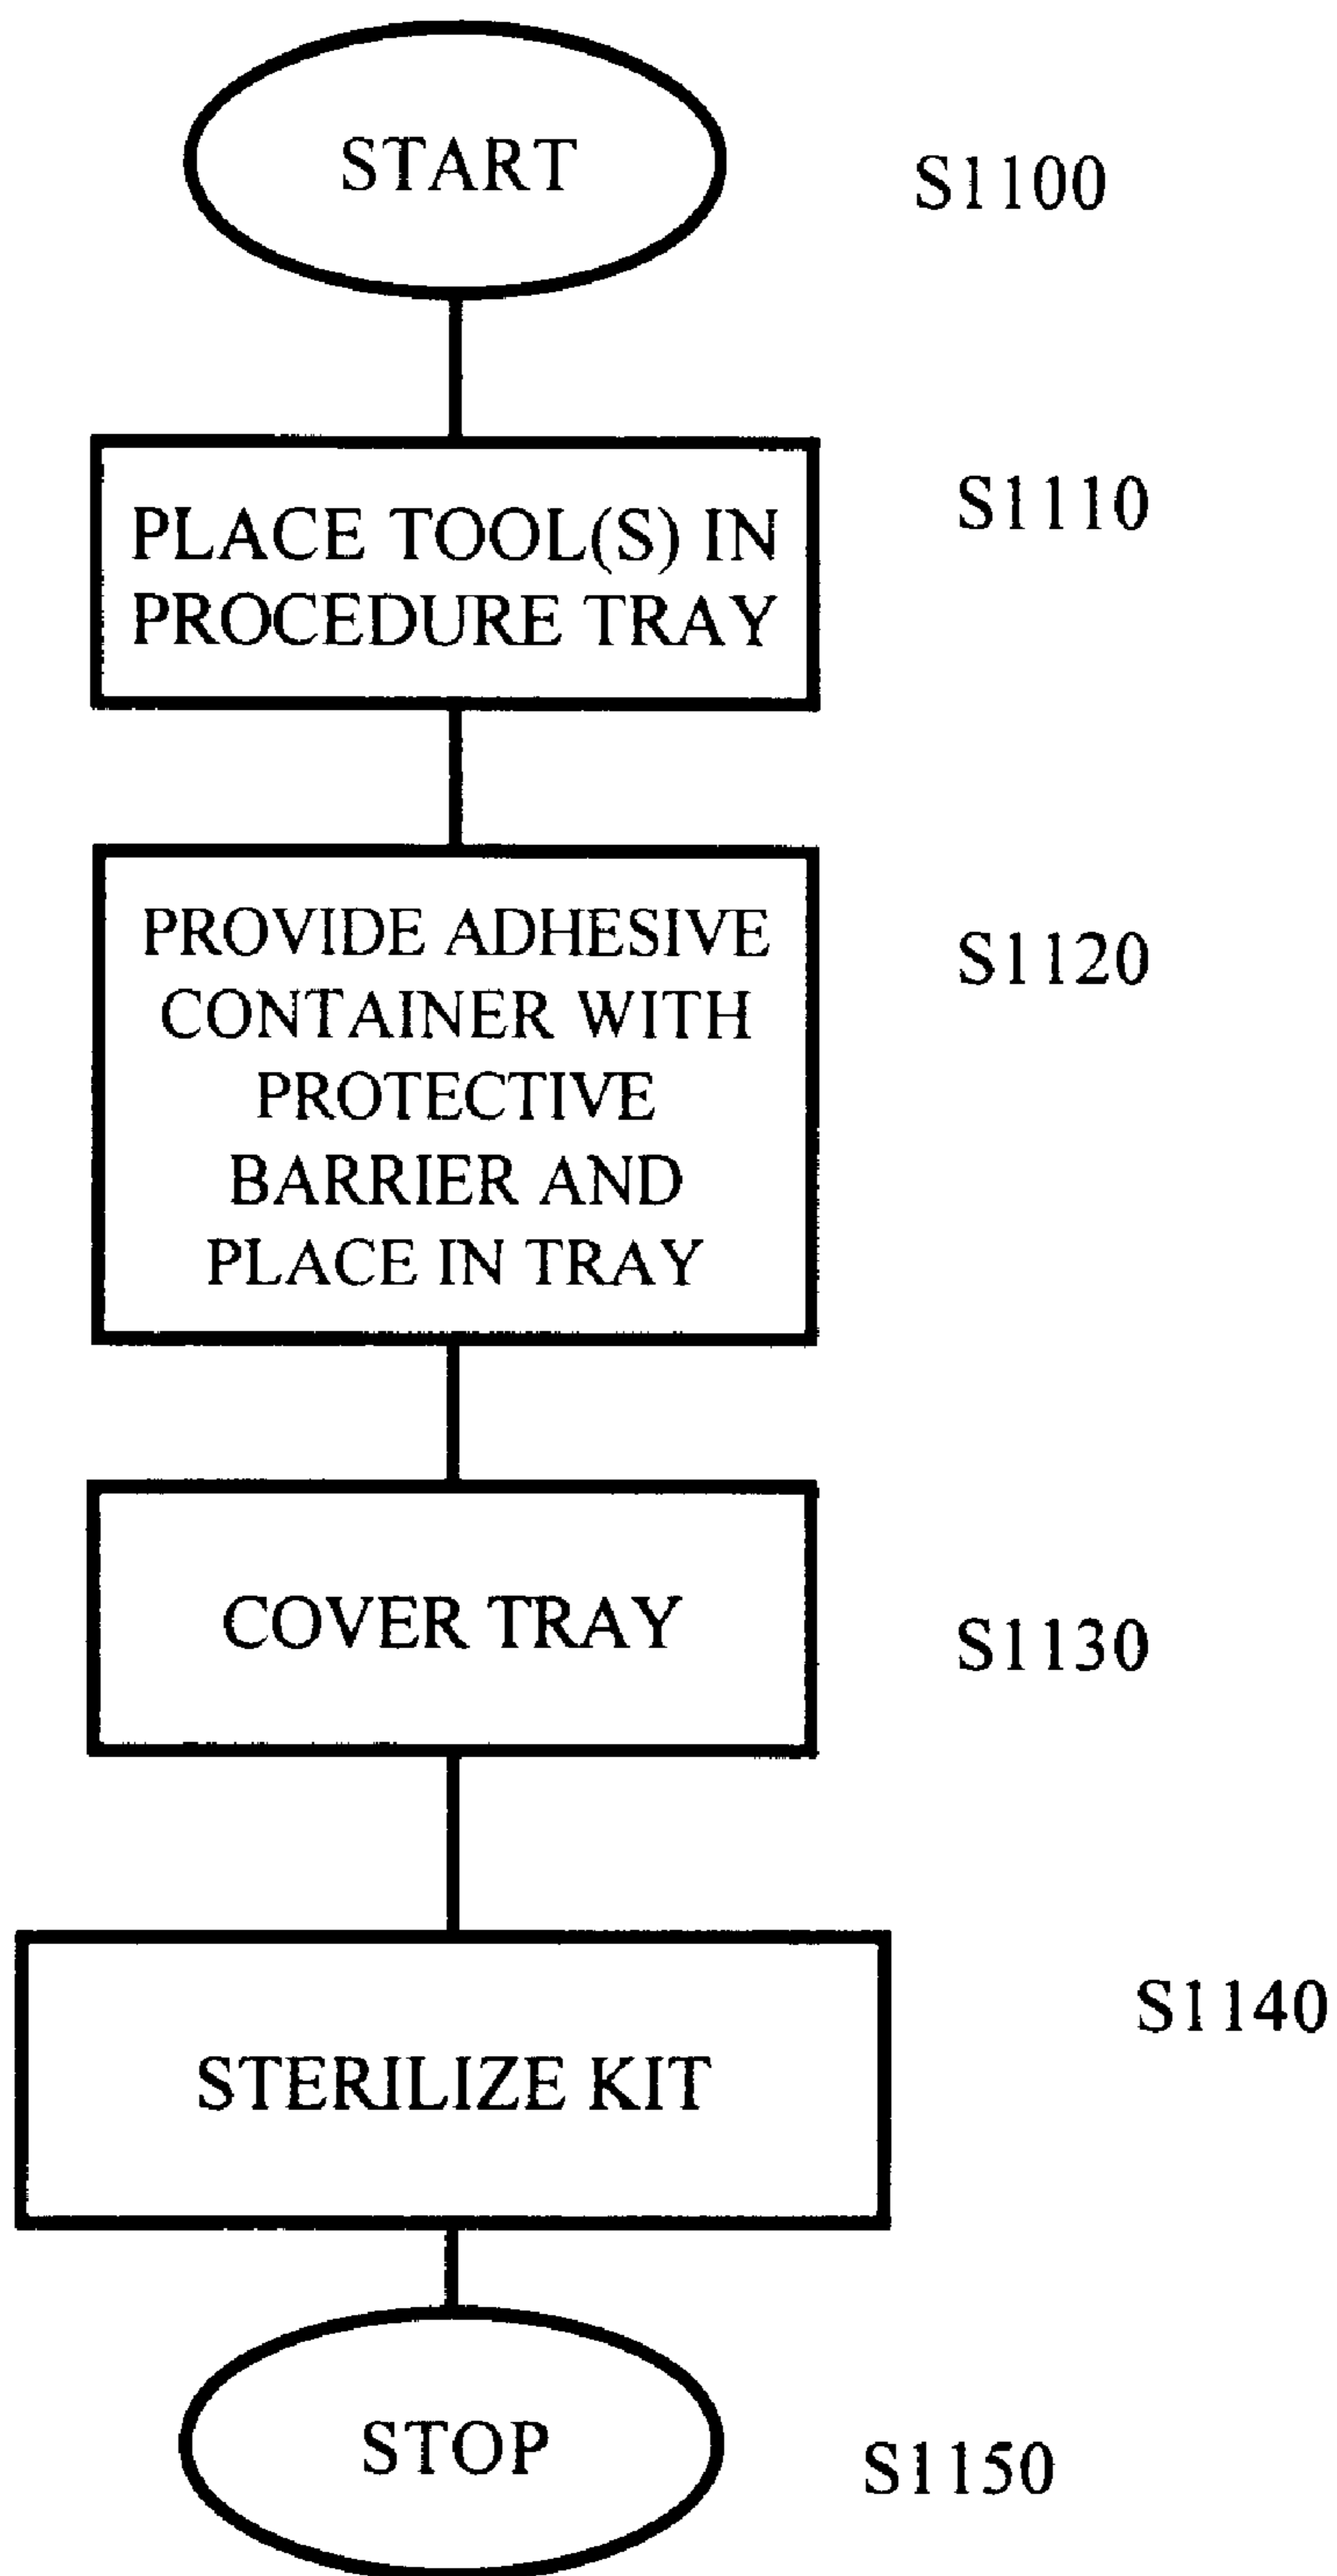 START
S1100
PLACE TOOL(S) IN
PROCEDURE TRAY
S1110
PROVIDE ADHESIVE
CONTAINER WITH
PROTECTIVE
BARRIER AND
PLACE IN TRAY
S1120
COVER TRAY
S1130
STERILIZE KIT
S1140
STOP
S1150